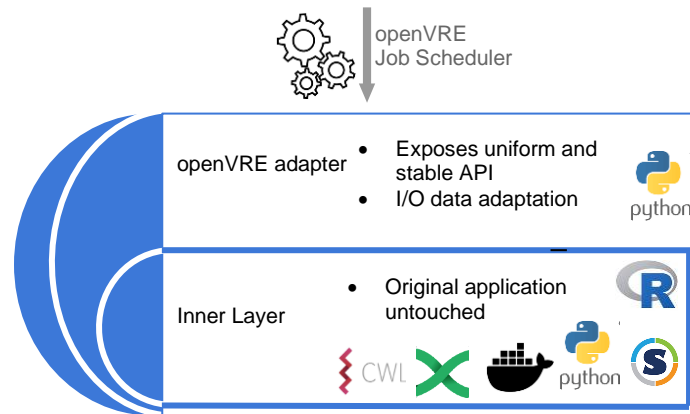 openVRE
Job Scheduler
openVRE adapter
• Exposes uniform and
stable API
• I/O data adaptation
python
Inner Layer
• Original application
untouched
R
CWL
python
S